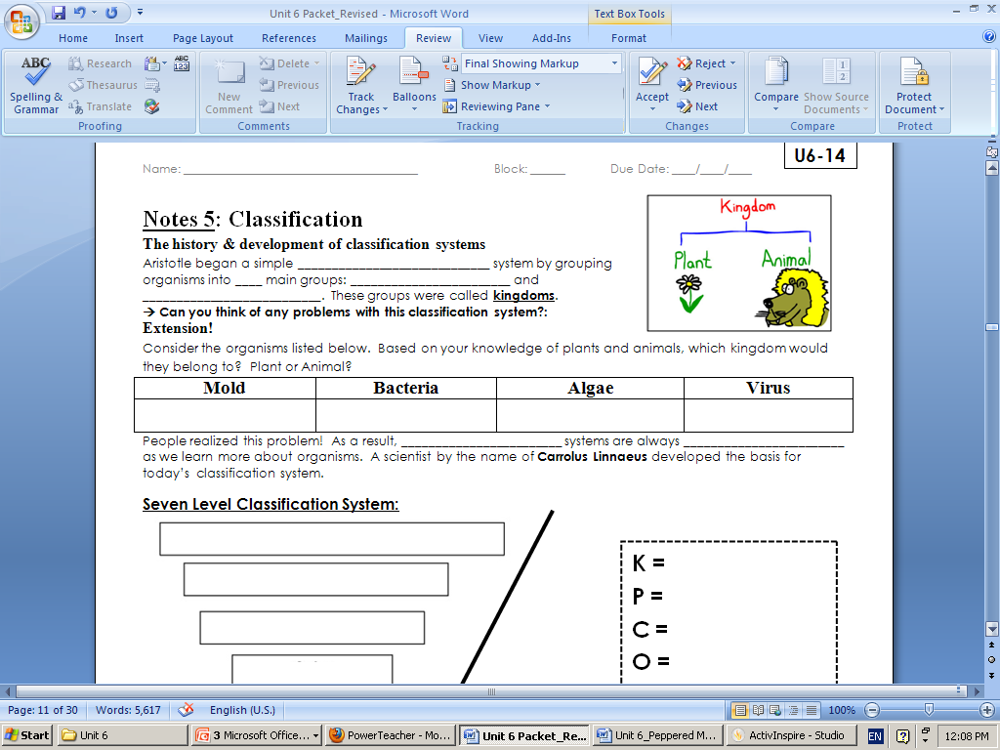 Unit 6 Packet_Revised - Microsoft Word
Text Box Tools
Home Insert Page Layout References Mailings Review View Add-Ins Format
ABC Spelling & Grammar
Research
Thesaurus
Translate
ABC 123
Proofing
New Comment
Delete
Previous
Next
Comments
Track Changes
Balloons
Final Showing Markup
Show Markup
Reviewing Pane
Tracking
Accept
Reject
Previous
Next
Changes
Compare
Show Source Documents
Compare
Protect Document
Protect
U6-14
Name: ______________________________ Block: ______ Due Date: ____/____/____
Notes 5: Classification
The history & development of classification systems
Aristotle began a simple ____________________________ system by grouping
organisms into ____ main groups: _______________________ and
__________________________. These groups were called kingdoms.
→ Can you think of any problems with this classification system?:
Extension!
Kingdom
Plant Animal
Consider the organisms listed below. Based on your knowledge of plants and animals, which kingdom would
they belong to? Plant or Animal?
Mold Bacteria Algae Virus
People realized this problem! As a result, _______________________ systems are always _______________________
as we learn more about organisms. A scientist by the name of Carrolus Linnaeus developed the basis for
today's classification system.
Seven Level Classification System:
K =
P =
C =
O =
Page: 11 of 30 Words: 5,617 English (U.S.) 100%
Start Unit 6 3 Microsoft Office... PowerTeacher - Mo... Unit 6 Packet_Re... Unit 6_Peppered M... ActivInspire - Studio EN 12:08 PM